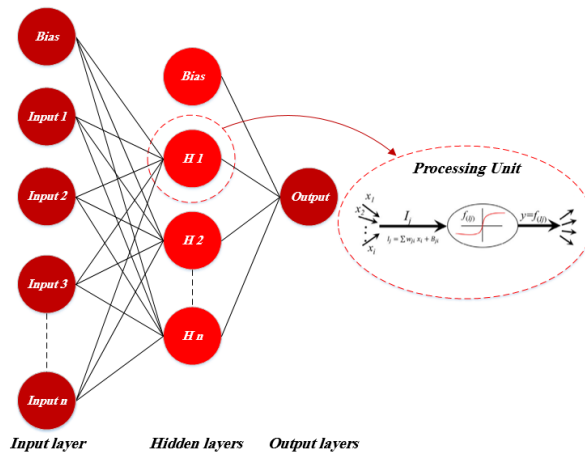 Bias
Input 1
Input 2
Input 3
Input n
Input layer
Bias
H 1
H 2
H n
Hidden layers
Output
Output layers
Processing Unit
x1
x2
xi
Ij
Ij = ∑ wji xi + θji
f(Ij)
y=f(Ij)